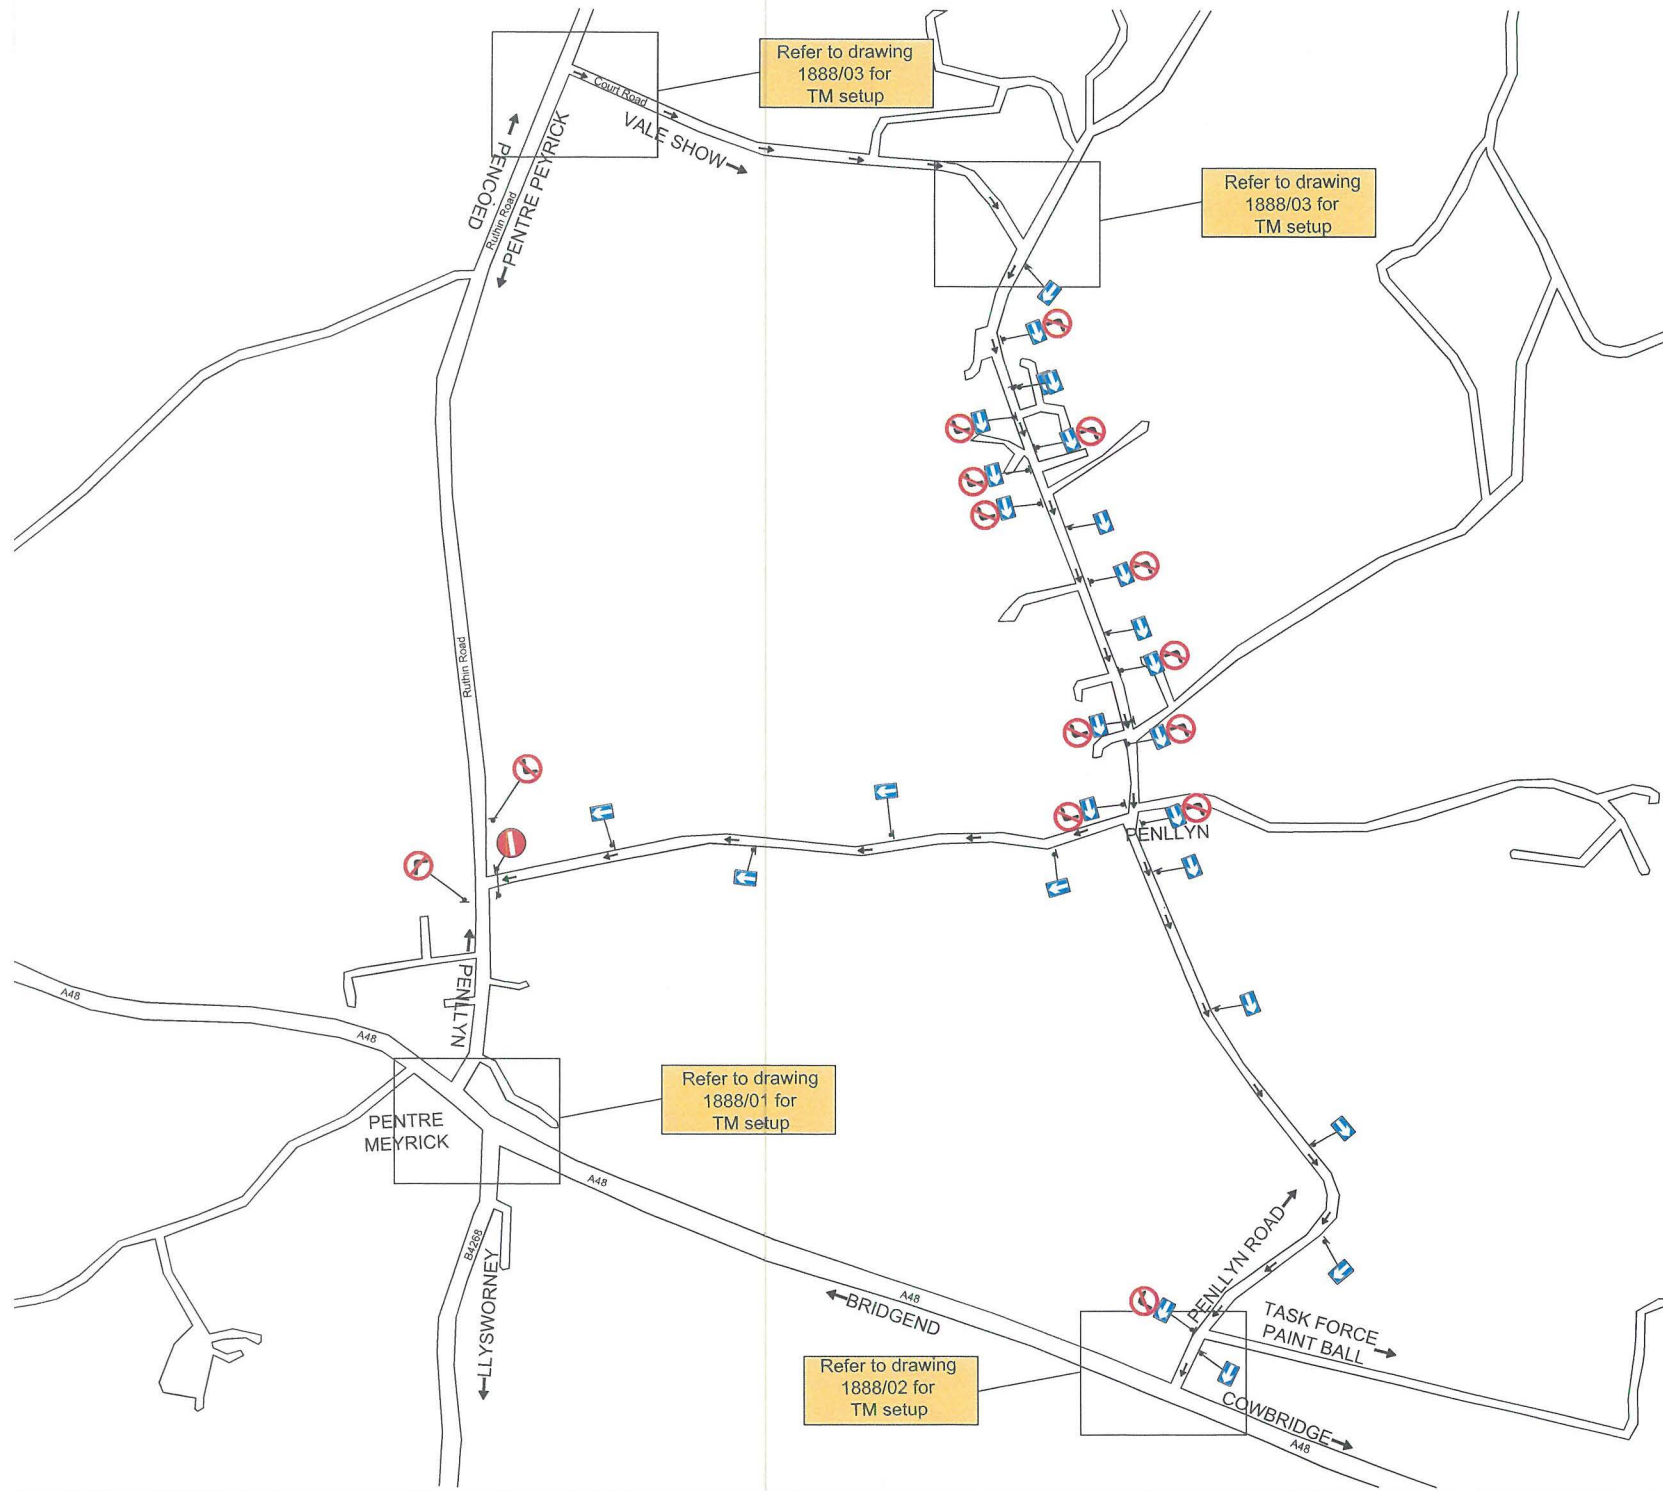 Refer to drawing
1888/03 for
TM setup
Court Road
VALE SHOW
PENCOED
Ruthin Road
PENTRE PEYRICK
Refer to drawing
1888/03 for
TM setup
Ruthin Road
PENLLYN
PENLLYN
A48
A48
Refer to drawing
1888/01 for
TM setup
PENTRE
MEYRICK
A48
B4268
LLYSWORNEY
PENLLYN ROAD
A48
BRIDGEND
TASK FORCE
PAINT BALL
Refer to drawing
1888/02 for
TM setup
COWBRIDGE
A48